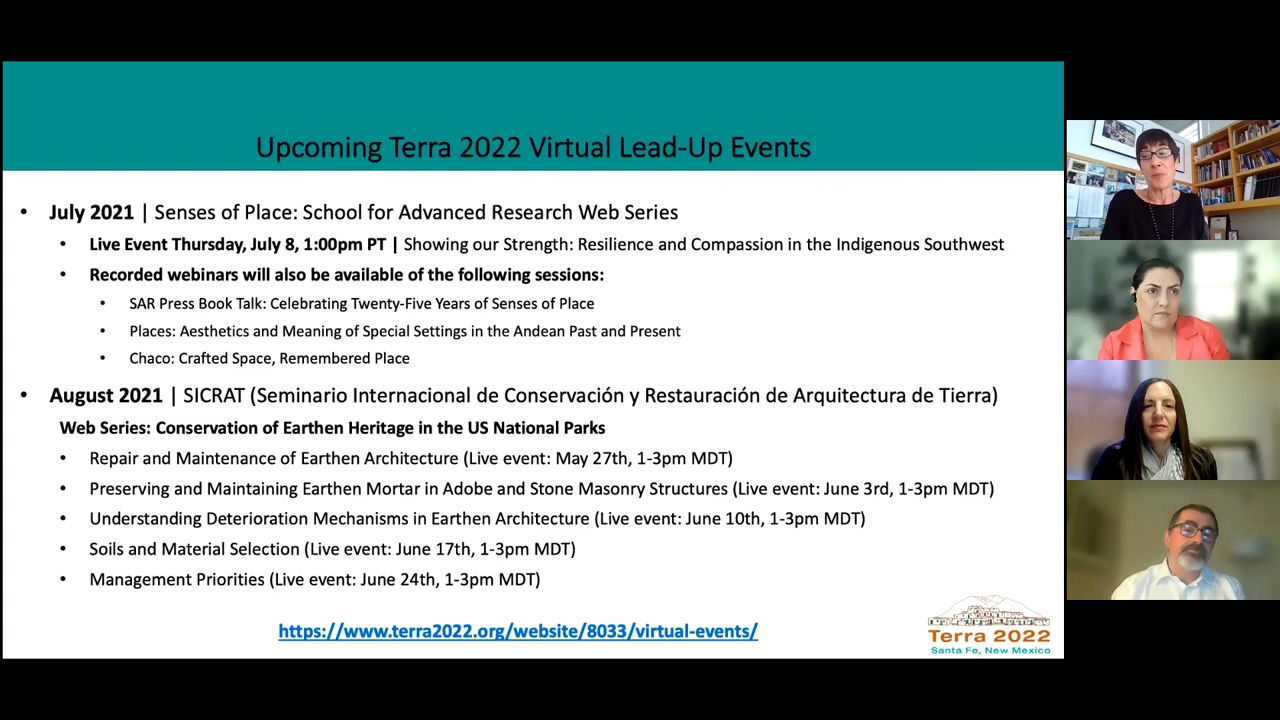 Upcoming Terra 2022 Virtual Lead-Up Events
• July 2021 | Senses of Place: School for Advanced Research Web Series
• Live Event Thursday, July 8, 1:00pm PT | Showing our Strength: Resilience and Compassion in the Indigenous Southwest
• Recorded webinars will also be available of the following sessions:
• SAR Press Book Talk: Celebrating Twenty-Five Years of Senses of Place
• Places: Aesthetics and Meaning of Special Settings in the Andean Past and Present
• Chaco: Crafted Space, Remembered Place
• August 2021 | SICRAT (Seminario Internacional de Conservación y Restauración de Arquitectura de Tierra)
Web Series: Conservation of Earthen Heritage in the US National Parks
• Repair and Maintenance of Earthen Architecture (Live event: May 27th, 1-3pm MDT)
• Preserving and Maintaining Earthen Mortar in Adobe and Stone Masonry Structures (Live event: June 3rd, 1-3pm MDT)
• Understanding Deterioration Mechanisms in Earthen Architecture (Live event: June 10th, 1-3pm MDT)
• Soils and Material Selection (Live event: June 17th, 1-3pm MDT)
• Management Priorities (Live event: June 24th, 1-3pm MDT)
https://www.terra2022.org/website/8033/virtual-events/
Terra 2022
Santa Fe, New Mexico